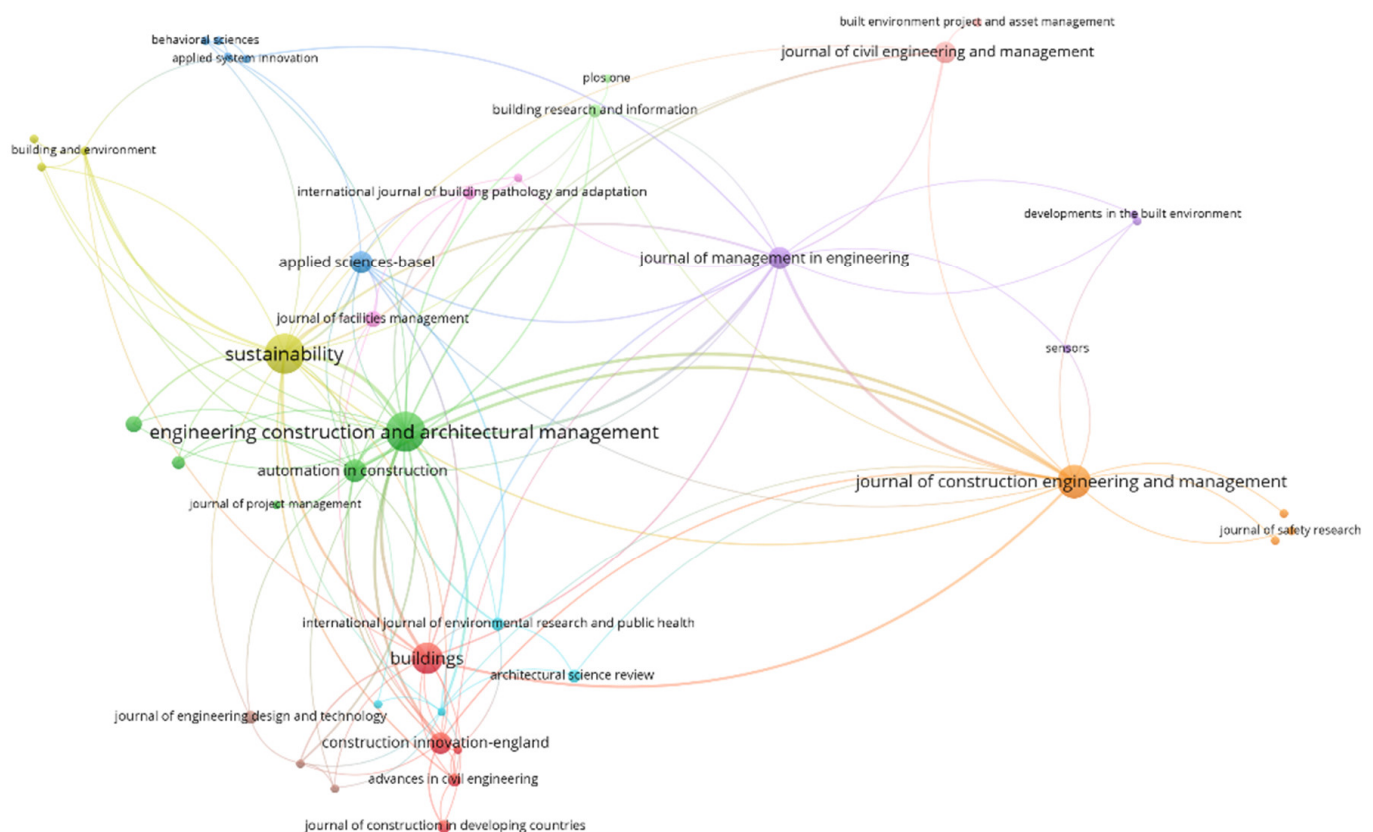 built environment project and asset management
behavioral sciences
journal of civil engineering and management
applied system innovation
plos one
building research and information
building and environment
international journal of building pathology and adaptation
developments in the built environment
journal of management in engineering
applied sciences-basel
journal of facilities management
sensors
sustainability
engineering construction and architectural management
automation in construction
journal of construction engineering and management
journal of project management
journal of safety research
international journal of environmental research and public health
buildings
architectural science review
journal of engineering design and technology
construction innovation-england
advances in civil engineering
journal of construction in developing countries